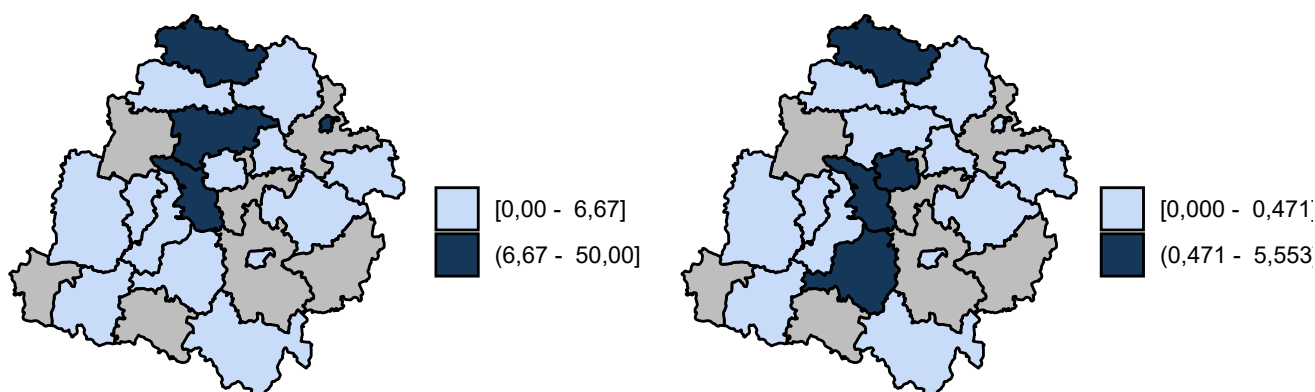 [0,00 - 6,67]
(6,67 - 50,00]
[0,000 - 0,471]
(0,471 - 5,553]